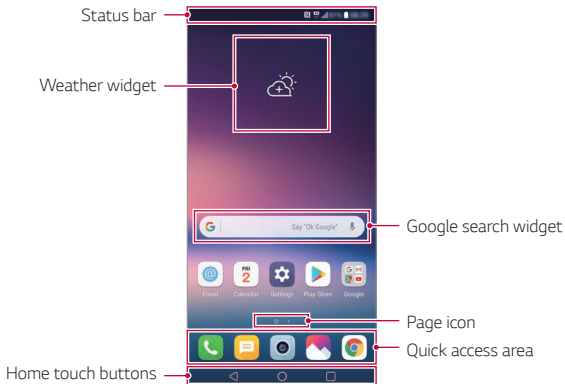 Status bar
Weather widget
G Say "Ok Google"
Google search widget
FRI
2
G M
Email Calendar Settings Play Store Google
Page icon
Quick access area
Home touch buttons